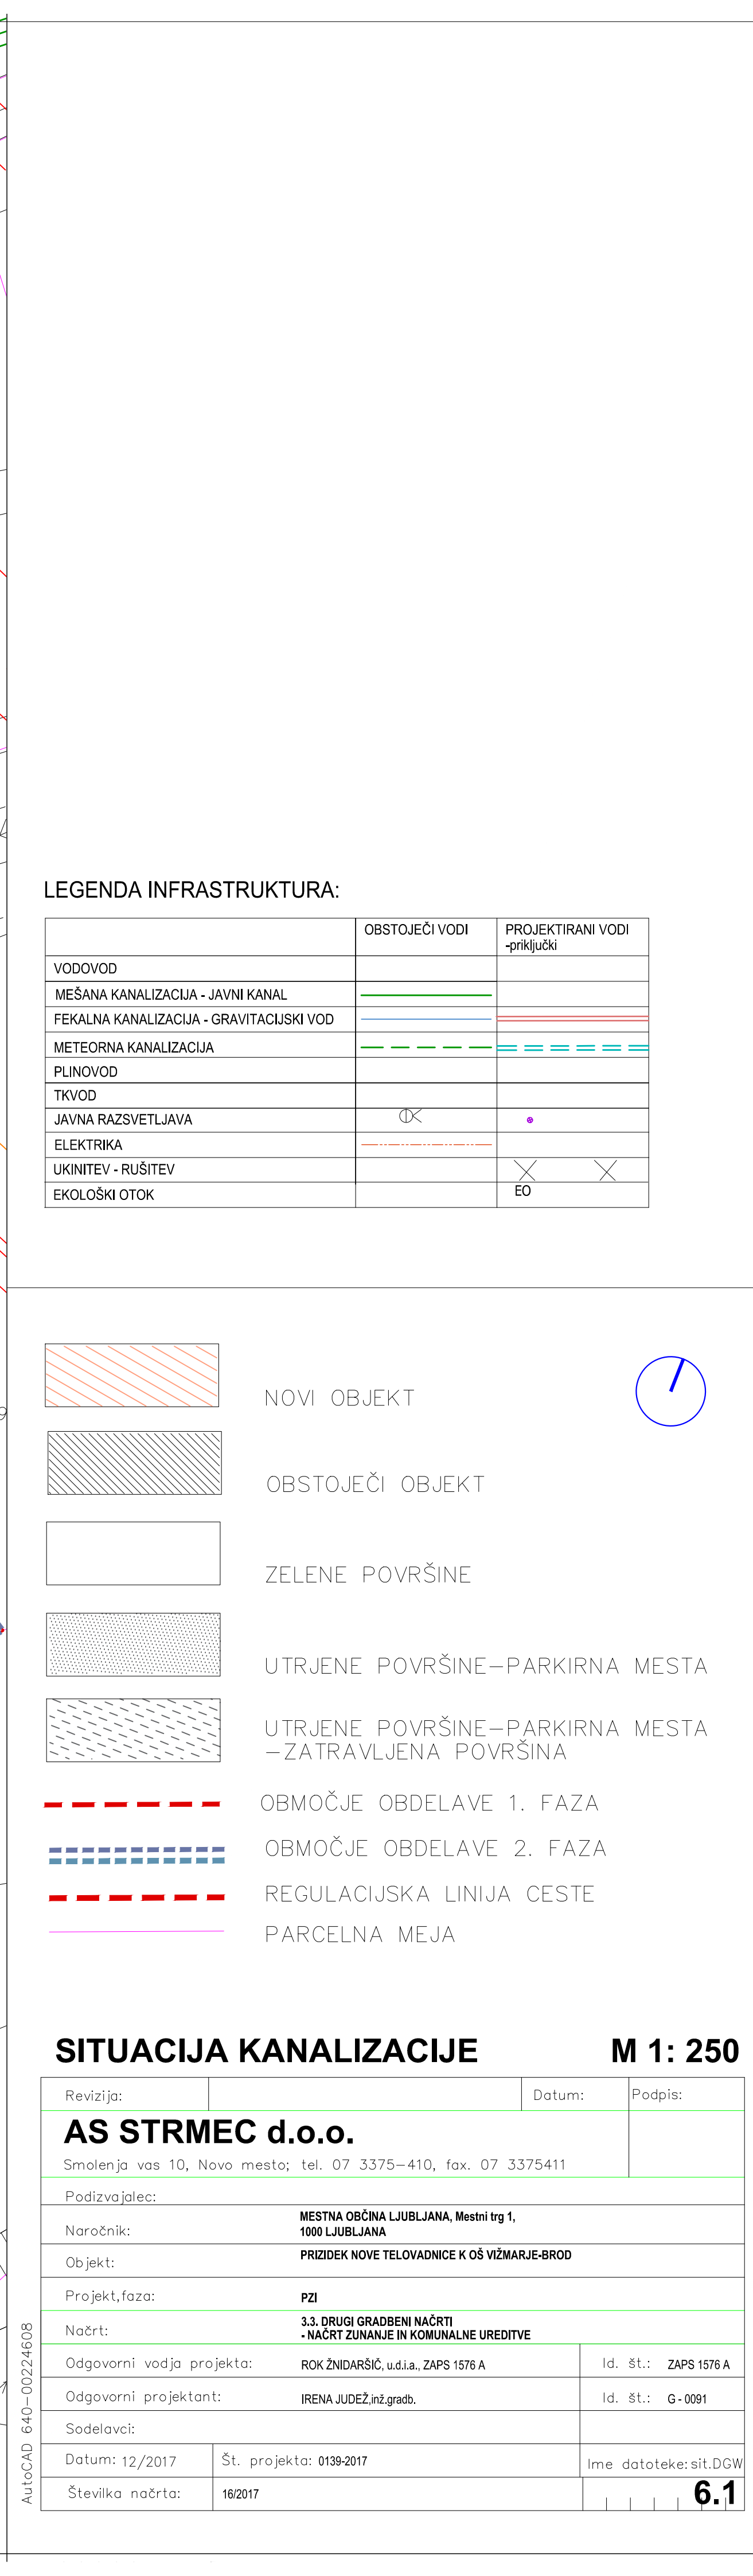 LEGENDA INFRASTRUKTURA:
OBSTOJEČI VODI PROJEKTIRANI VODI
-priključki
VODOVOD
MEŠANA KANALIZACIJA - JAVNI KANAL
FEKALNA KANALIZACIJA - GRAVITACIJSKI VOD
METEORNA KANALIZACIJA
PLINOVOD
TKVOD
JAVNA RAZSVETLJAVA
ELEKTRIKA
UKINITEV - RUŠITEV
EKOLOŠKI OTOK EO
NOVI OBJEKT
OBSTOJEČI OBJEKT
ZELENE POVRŠINE
UTRJENE POVRŠINE-PARKIRNA MESTA
UTRJENE POVRŠINE-PARKIRNA MESTA
-ZATRAVLJENA POVRŠINA
OBMOČJE OBDELAVE 1. FAZA
OBMOČJE OBDELAVE 2. FAZA
REGULACIJSKA LINIJA CESTE
PARCELNA MEJA
SITUACIJA KANALIZACIJE M 1: 250
Revizija: Datum: Podpis:
AS STRMEC d.o.o.
Smolenja vas 10, Novo mesto; tel. 07 3375-410, fax. 07 3375411
Podizvajalec:
Naročnik: MESTNA OBČINA LJUBLJANA, Mestni trg 1,
1000 LJUBLJANA
Objekt: PRIZIDEK NOVE TELOVADNICE K OŠ VIŽMARJE-BROD
Projekt,faza: PZI
Načrt: 3.3. DRUGI GRADBENI NAČRTI
- NAČRT ZUNANJE IN KOMUNALNE UREDITVE
Odgovorni vodja projekta: ROK ŽNIDARŠIČ, u.d.i.a., ZAPS 1576 A Id. št.: ZAPS 1576 A
Odgovorni projektant: IRENA JUDEŽ,inž.gradb. Id. št.: G - 0091
Sodelavci:
Datum: 12/2017 Št. projekta: 0139-2017 Ime datoteke: sit.DGW
Številka načrta: 16/2017 6.1
AutoCAD 640-00224608